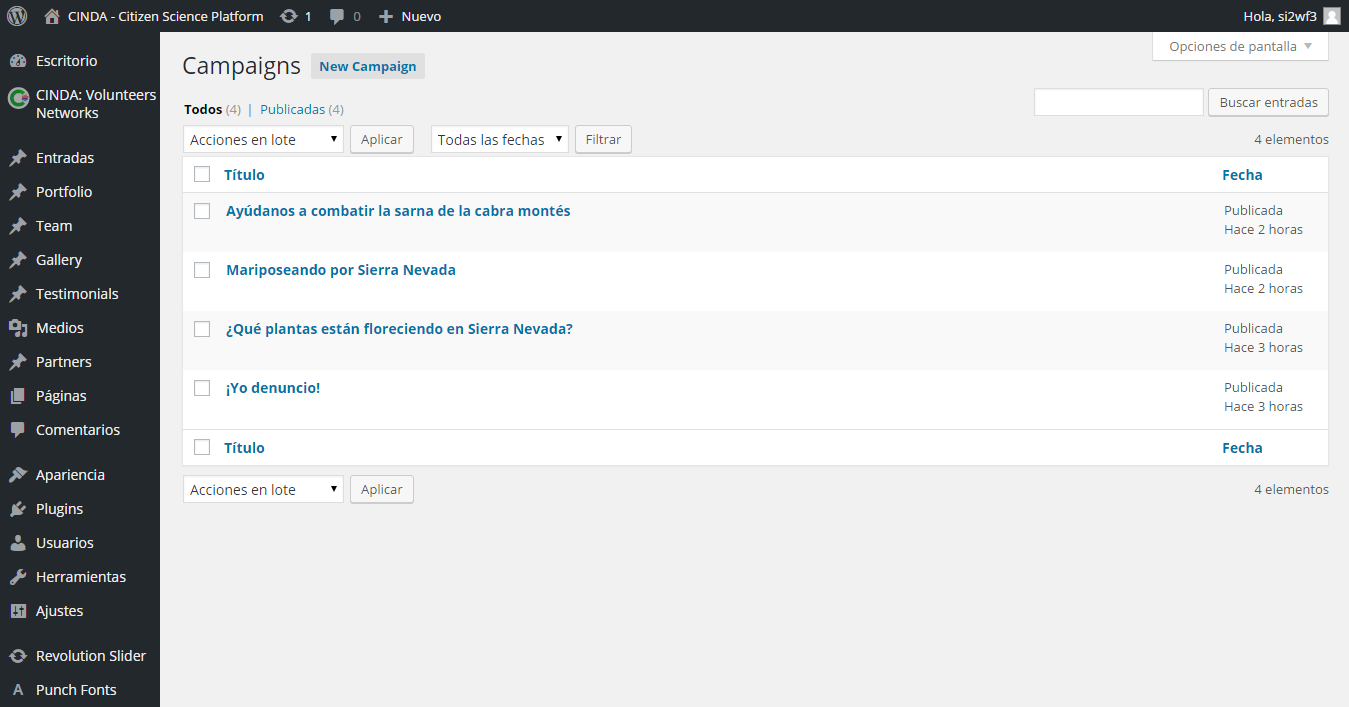 CINDA - Citizen Science Platform 1 0 Nuevo Hola, si2wf3
Opciones de pantalla
Escritorio
CINDA: Volunteers
Networks
Entradas
Portfolio
Team
Gallery
Testimonials
Medios
Partners
Páginas
Comentarios
Apariencia
Plugins
Usuarios
Herramientas
Ajustes
Revolution Slider
Punch Fonts
Campaigns New Campaign
Todos (4) | Publicadas (4)
Buscar entradas
Acciones en lote Aplicar Todas las fechas Filtrar 4 elementos
Título Fecha
Ayúdanos a combatir la sarna de la cabra montés Publicada
Hace 2 horas
Mariposeando por Sierra Nevada Publicada
Hace 2 horas
¿Qué plantas están floreciendo en Sierra Nevada? Publicada
Hace 3 horas
¡Yo denuncio! Publicada
Hace 3 horas
Título Fecha
Acciones en lote Aplicar 4 elementos